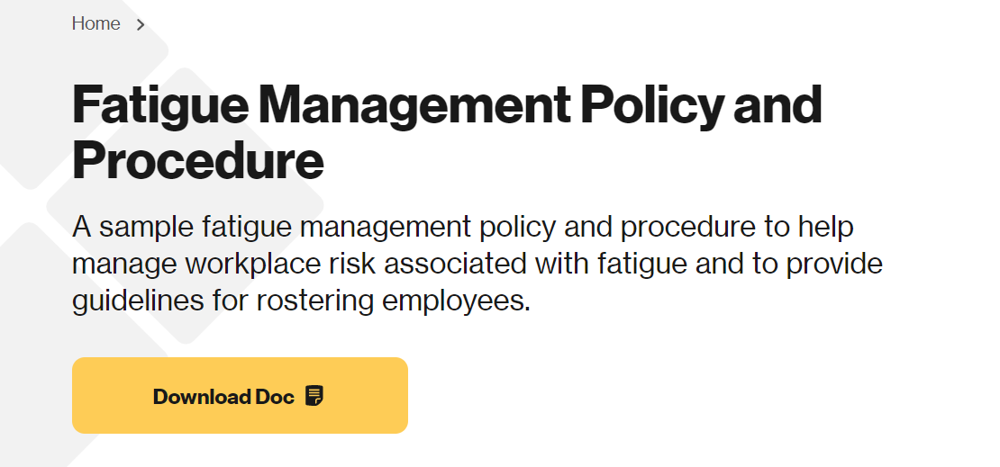 Home
Fatigue Management Policy and
Procedure
A sample fatigue management policy and procedure to help
manage workplace risk associated with fatigue and to provide
guidelines for rostering employees.
Download Doc